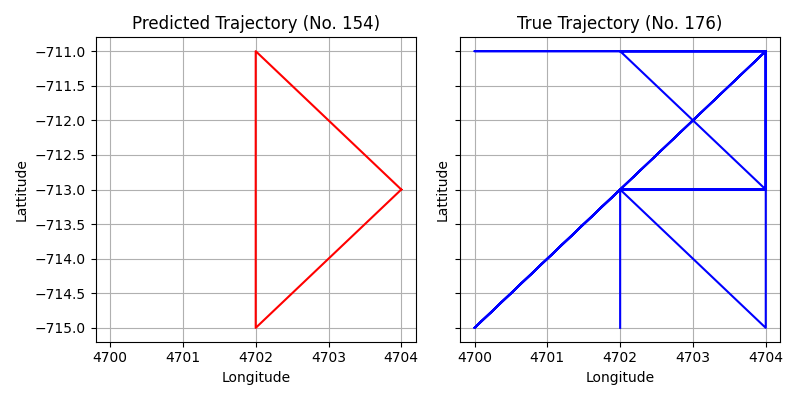 Predicted Trajectory (No. 154)
−711.0
−711.5
−712.0
−712.5
−713.0
−713.5
−714.0
−714.5
−715.0
Lattitude
4700 4701 4702 4703 4704
Longitude
True Trajectory (No. 176)
Lattitude
4700 4701 4702 4703 4704
Longitude